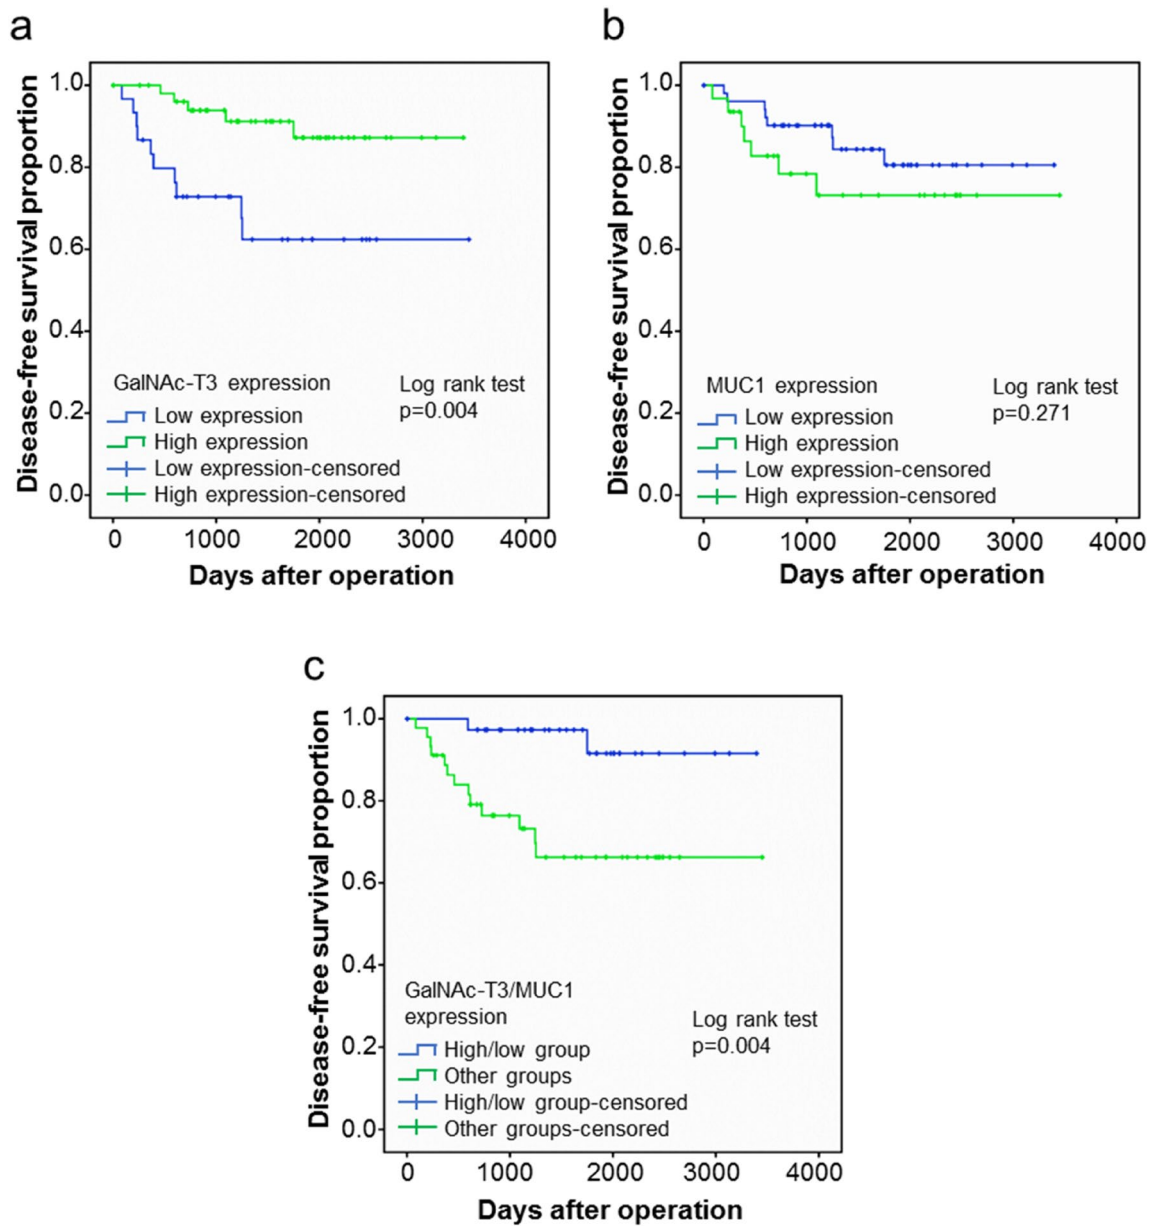 a
Disease-free survival proportion
1.0
0.8
0.6
0.4
0.2
0.0
GalNAc-T3 expression
Low expression
High expression
Low expression-censored
High expression-censored
Log rank test
p=0.004
0 1000 2000 3000 4000
Days after operation
b
Disease-free survival proportion
1.0
0.8
0.6
0.4
0.2
0.0
MUC1 expression
Low expression
High expression
Low expression-censored
High expression-censored
Log rank test
p=0.271
0 1000 2000 3000 4000
Days after operation
c
Disease-free survival proportion
1.0
0.8
0.6
0.4
0.2
0.0
GalNAc-T3/MUC1
expression
High/low group
Other groups
High/low group-censored
Other groups-censored
Log rank test
p=0.004
0 1000 2000 3000 4000
Days after operation